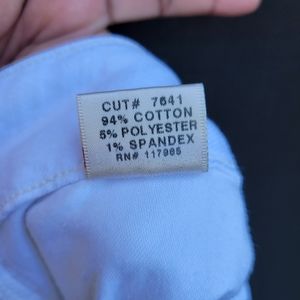 CUT# 7641
94% COTTON
5% POLYESTER
1% SPANDEX
RN# 117985